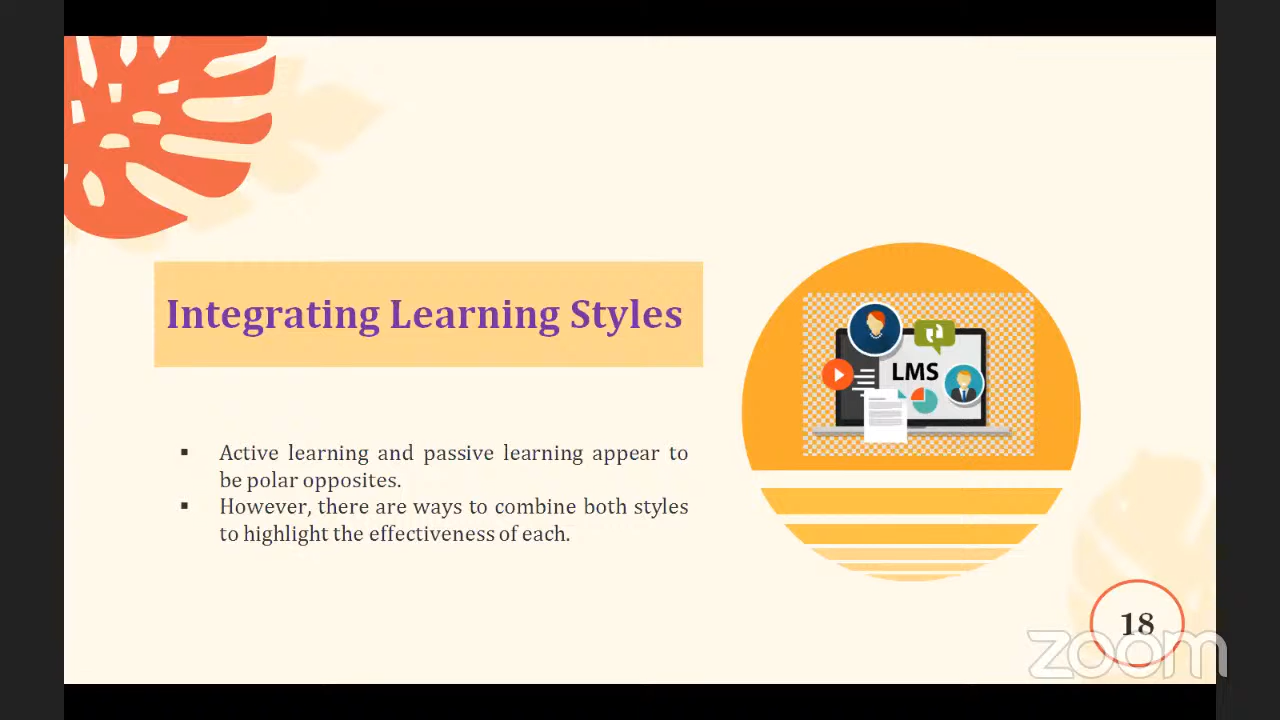 Integrating Learning Styles
▪ Active learning and passive learning appear to
be polar opposites.
▪ However, there are ways to combine both styles
to highlight the effectiveness of each.
LMS
18
zoom